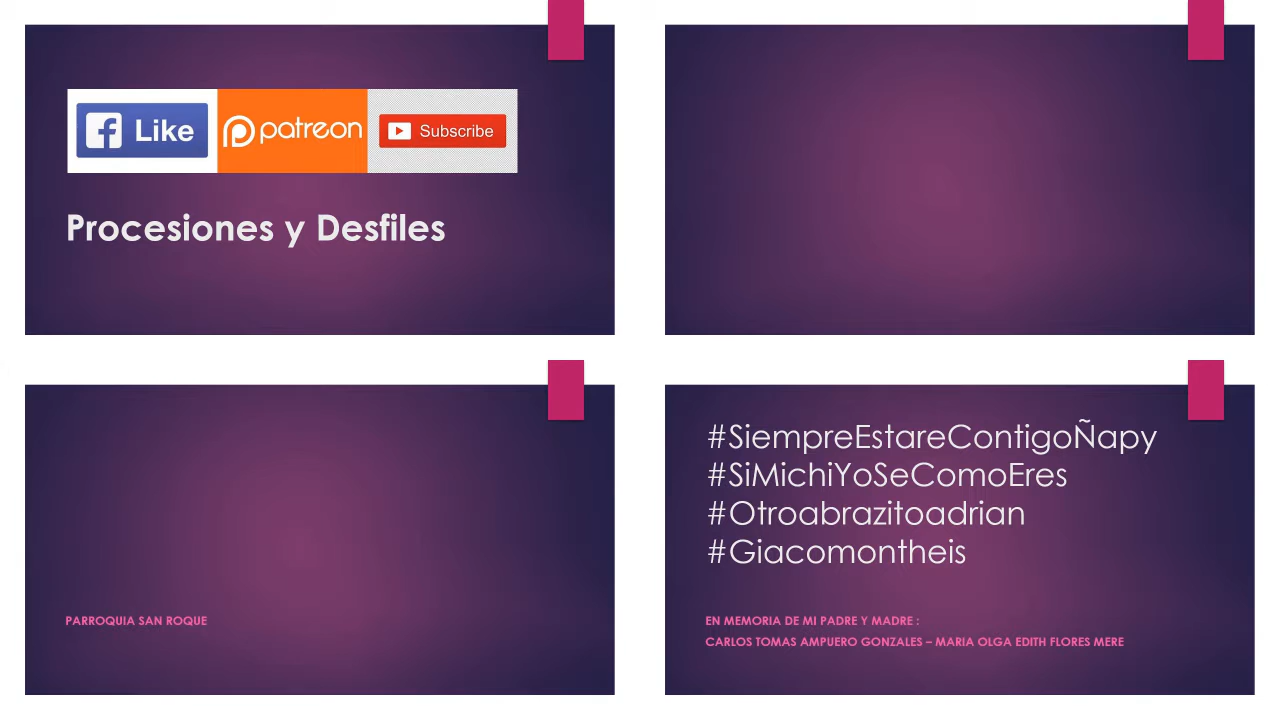 Like
patreon
Subscribe
Procesiones y Desfiles
PARROQUIA SAN ROQUE
#SiempreEstareContigoÑapy
#SiMichiYoSeComoEres
#Otroabrazitoadrian
#Giacomontheis
EN MEMORIA DE MI PADRE Y MADRE :
CARLOS TOMAS AMPUERO GONZALES – MARIA OLGA EDITH FLORES MERE